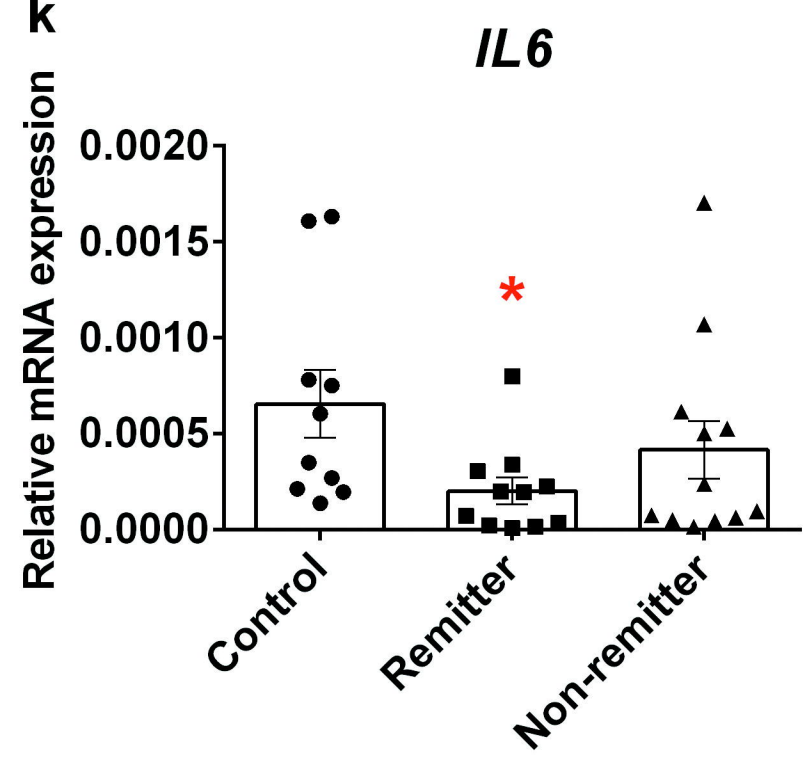 k
IL6
Relative mRNA expression
0.0020
0.0015
0.0010
0.0005
0.0000
*
Control
Remitter
Non-remitter